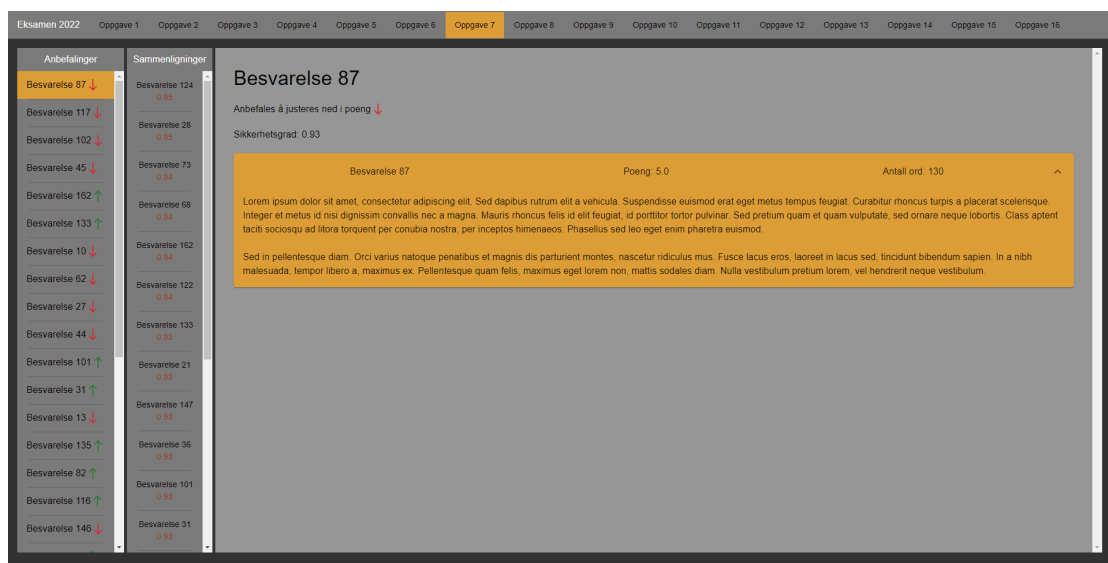 Eksamen 2022 Oppgave 1 Oppgave 2 Oppgave 3 Oppgave 4 Oppgave 5 Oppgave 6 Oppgave 7 Oppgave 8 Oppgave 9 Oppgave 10 Oppgave 11 Oppgave 12 Oppgave 13 Oppgave 14 Oppgave 15 Oppgave 16
Anbefalinger
Besvarelse 87
Besvarelse 117
Besvarelse 102
Besvarelse 45
Besvarelse 162
Besvarelse 133
Besvarelse 10
Besvarelse 62
Besvarelse 27
Besvarelse 44
Besvarelse 101
Besvarelse 31
Besvarelse 13
Besvarelse 135
Besvarelse 82
Besvarelse 116
Besvarelse 146
Sammenligninger
Besvarelse 124
0.95
Besvarelse 28
0.95
Besvarelse 73
0.94
Besvarelse 68
0.94
Besvarelse 162
0.94
Besvarelse 122
0.94
Besvarelse 133
0.93
Besvarelse 21
0.93
Besvarelse 147
0.93
Besvarelse 36
0.93
Besvarelse 101
0.93
Besvarelse 31
0.93
Besvarelse 87
Anbefales å justeres ned i poeng
Sikkerhetsgrad: 0.93
Besvarelse 87 Poeng: 5.0 Antall ord: 130
Lorem ipsum dolor sit amet, consectetur adipiscing elit. Sed dapibus rutrum elit a vehicula. Suspendisse euismod erat eget metus tempus feugiat. Curabitur rhoncus turpis a placerat scelerisque.
Integer et metus id nisi dignissim convallis nec a magna. Mauris rhoncus felis id elit feugiat, id porttitor tortor pulvinar. Sed pretium quam et quam vulputate, sed ornare neque lobortis. Class aptent
taciti sociosqu ad litora torquent per conubia nostra, per inceptos himenaeos. Phasellus sed leo eget enim pharetra euismod.
Sed in pellentesque diam. Orci varius natoque penatibus et magnis dis parturient montes, nascetur ridiculus mus. Fusce lacus eros, laoreet in lacus sed, tincidunt bibendum sapien. In a nibh
malesuada, tempor libero a, maximus ex. Pellentesque quam felis, maximus eget lorem non, mattis sodales diam. Nulla vestibulum pretium lorem, vel hendrerit neque vestibulum.